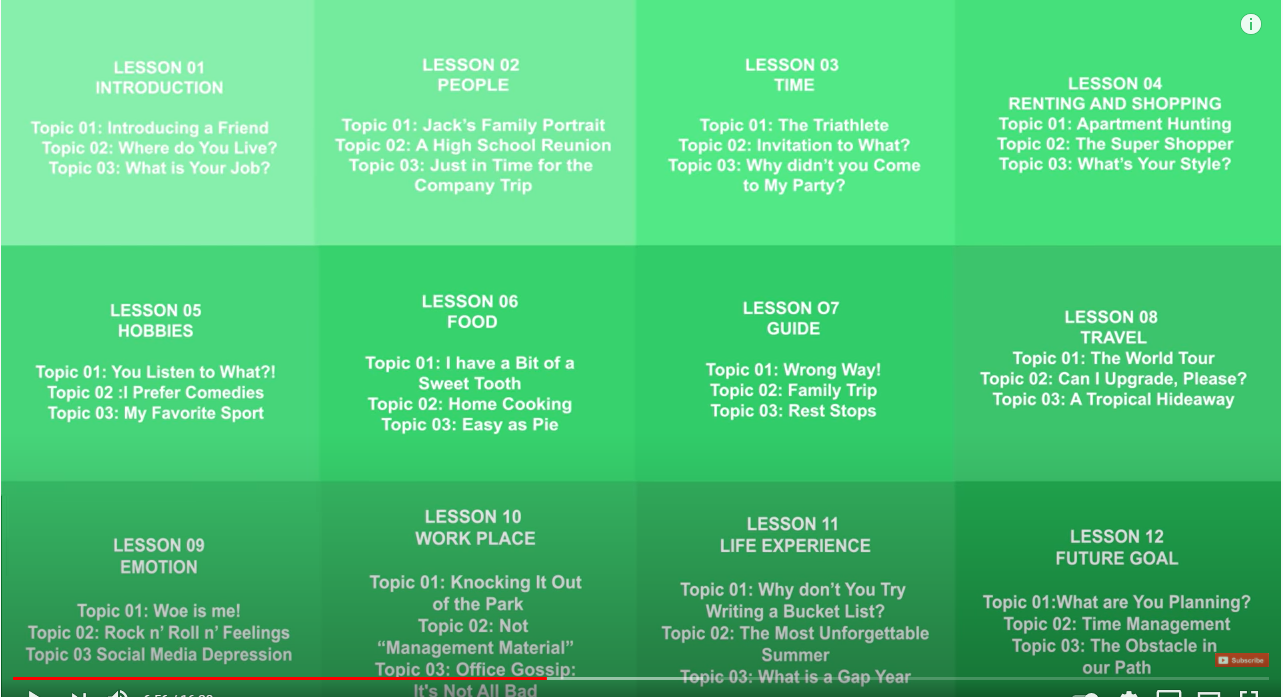 LESSON 01
INTRODUCTION
Topic 01: Introducing a Friend
Topic 02: Where do You Live?
Topic 03: What is Your Job?
LESSON 02
PEOPLE
Topic 01: Jack's Family Portrait
Topic 02: A High School Reunion
Topic 03: Just in Time for the
Company Trip
LESSON 03
TIME
Topic 01: The Triathlete
Topic 02: Invitation to What?
Topic 03: Why didn't you Come
to My Party?
LESSON 04
RENTING AND SHOPPING
Topic 01: Apartment Hunting
Topic 02: The Super Shopper
Topic 03: What's Your Style?
LESSON 05
HOBBIES
Topic 01: You Listen to What?!
Topic 02 :I Prefer Comedies
Topic 03: My Favorite Sport
LESSON 06
FOOD
Topic 01: I have a Bit of a
Sweet Tooth
Topic 02: Home Cooking
Topic 03: Easy as Pie
LESSON O7
GUIDE
Topic 01: Wrong Way!
Topic 02: Family Trip
Topic 03: Rest Stops
LESSON 08
TRAVEL
Topic 01: The World Tour
Topic 02: Can I Upgrade, Please?
Topic 03: A Tropical Hideaway
LESSON 09
EMOTION
Topic 01: Woe is me!
Topic 02: Rock n' Roll n' Feelings
Topic 03 Social Media Depression
LESSON 10
WORK PLACE
Topic 01: Knocking It Out
of the Park
Topic 02: Not
“Management Material”
Topic 03: Office Gossip:
It's Not All Bad
LESSON 11
LIFE EXPERIENCE
Topic 01: Why don't You Try
Writing a Bucket List?
Topic 02: The Most Unforgettable
Summer
Topic 03: What is a Gap Year
LESSON 12
FUTURE GOAL
Topic 01:What are You Planning?
Topic 02: Time Management
Topic 03: The Obstacle in
our Path
Subscribe